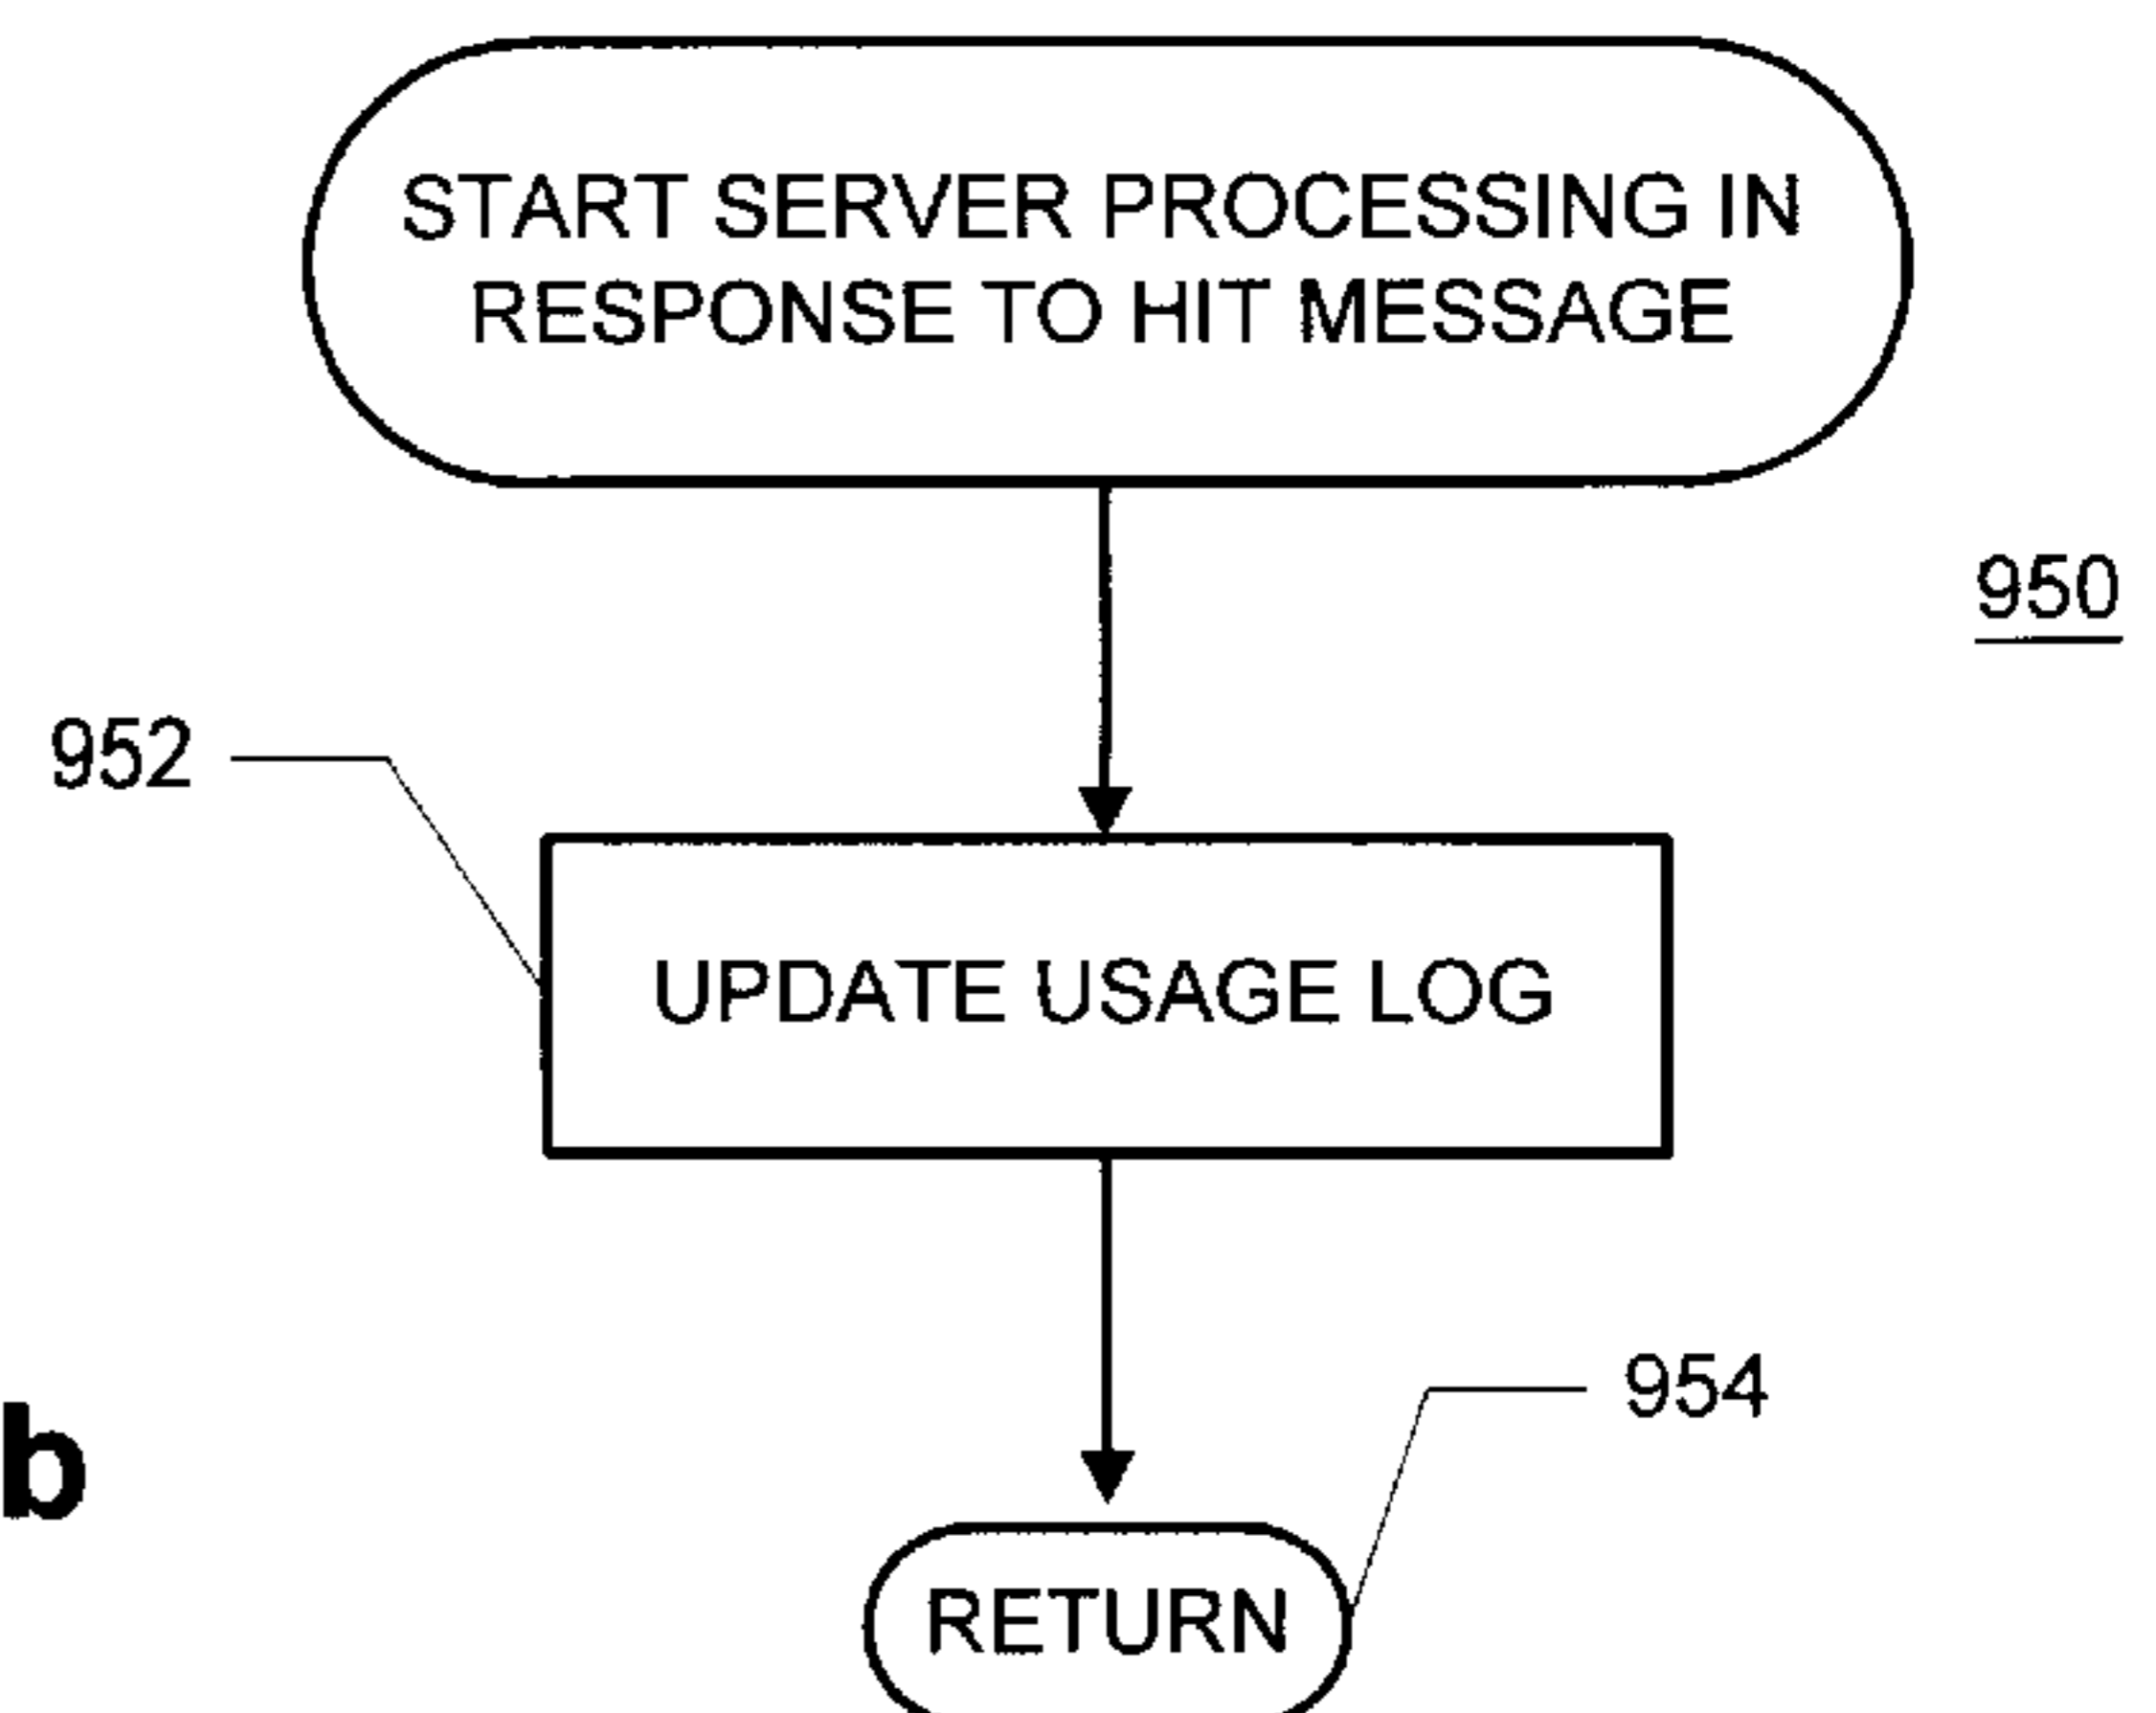 START SERVER PROCESSING IN
RESPONSE TO HIT MESSAGE
950
952
UPDATE USAGE LOG
954
b
RETURN